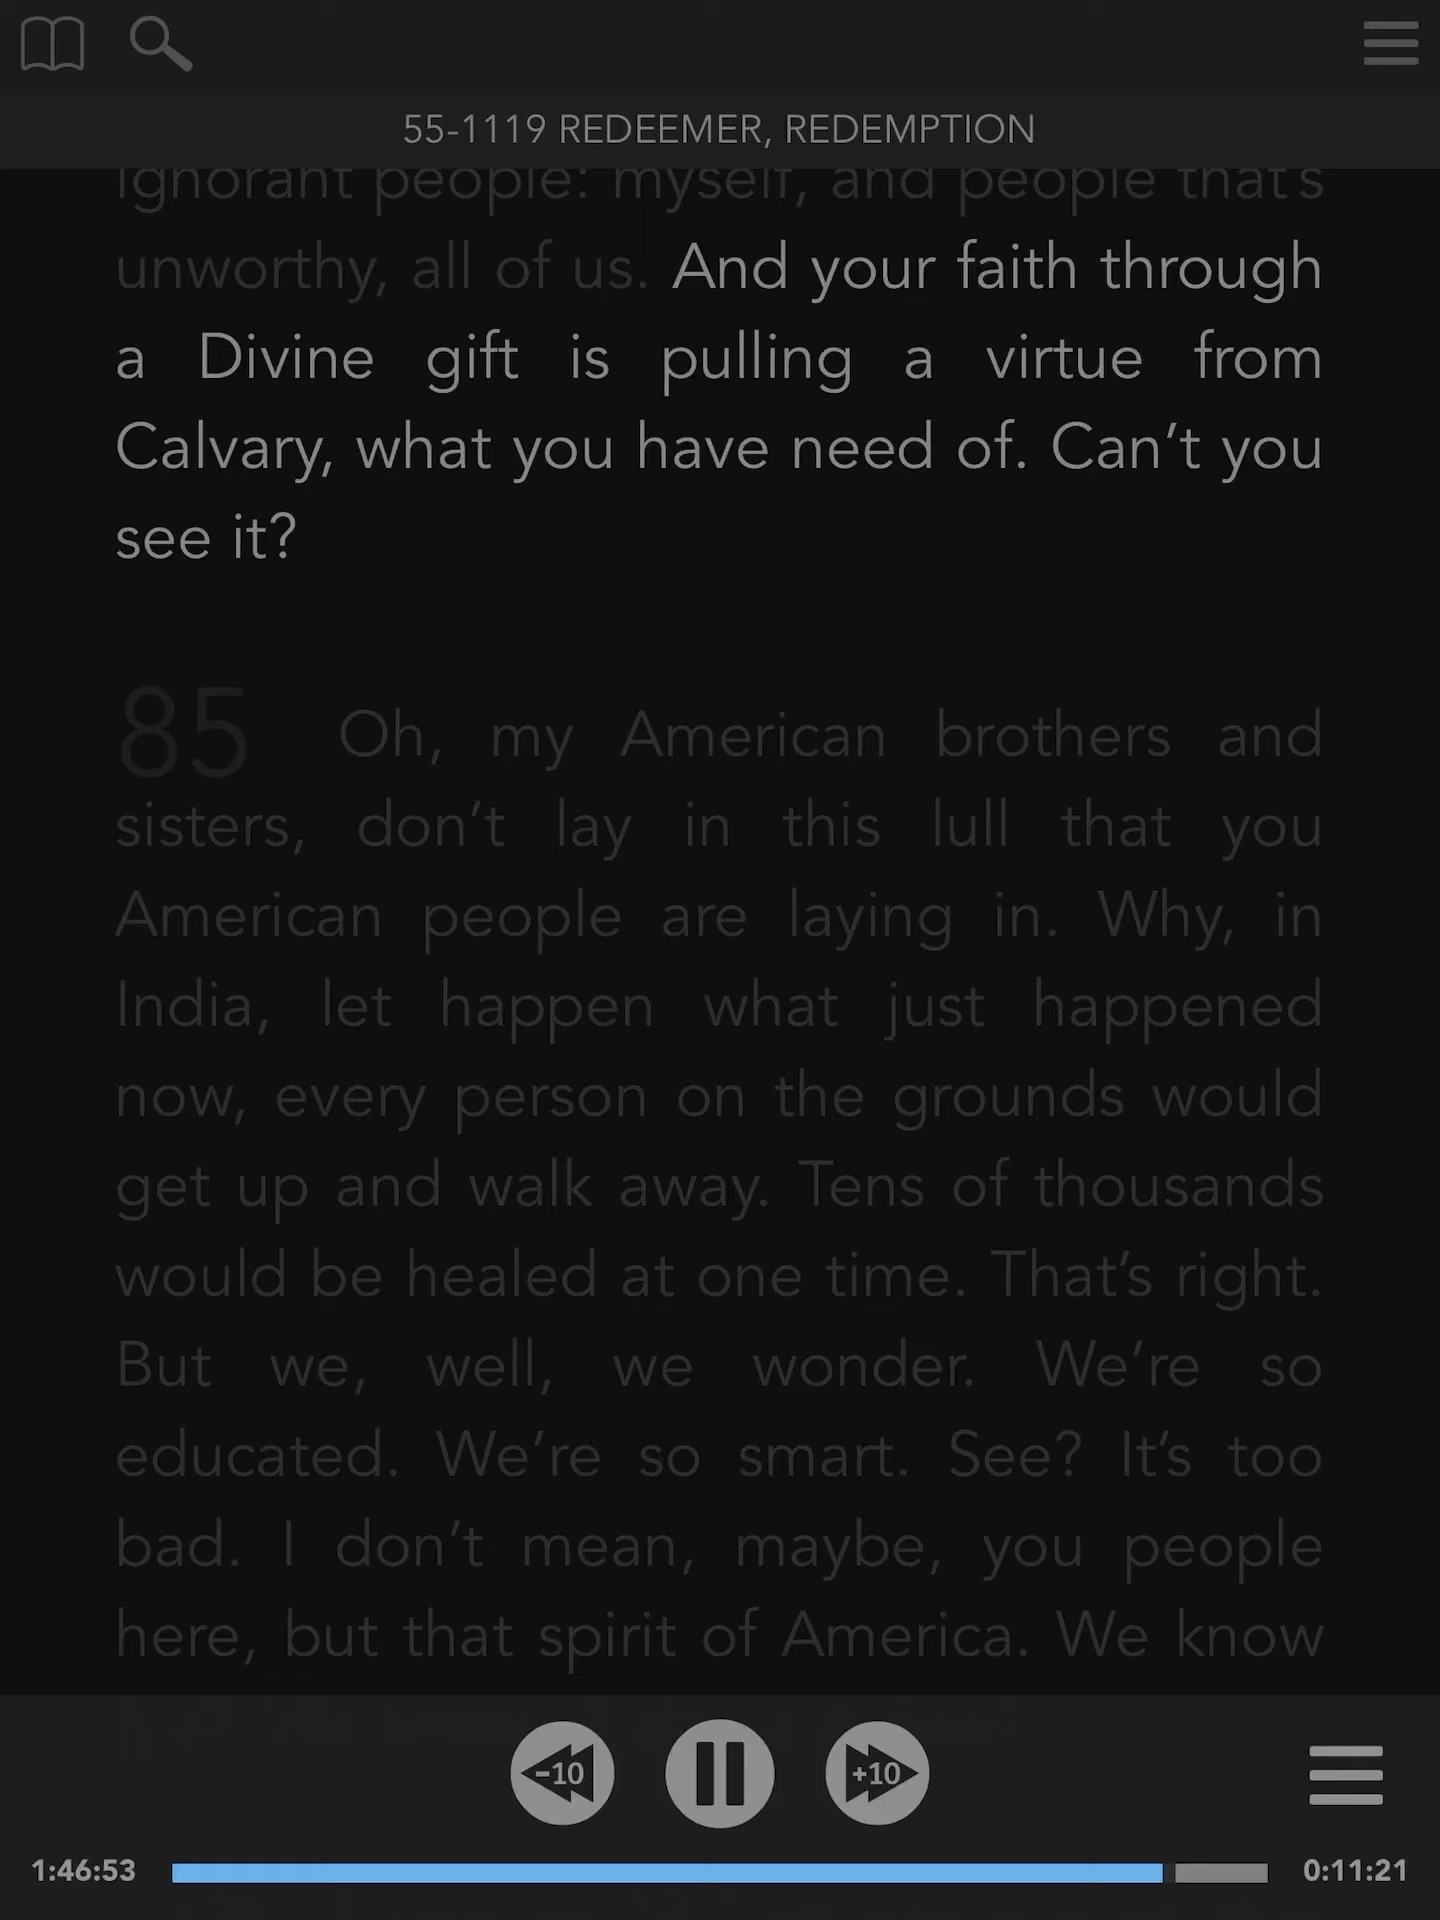 55-1119 REDEEMER, REDEMPTION
ignorant people: myself, and people that's
unworthy, all of us. And your faith through
a Divine gift is pulling a virtue from
Calvary, what you have need of. Can't you
see it?
85 Oh, my American brothers and
sisters, don't lay in this lull that you
American people are laying in. Why, in
India, let happen what just happened
now, every person on the grounds would
get up and walk away. Tens of thousands
would be healed at one time. That's right.
But we, well, we wonder. We're so
educated. We're so smart. See? It's too
bad. I don't mean, maybe, you people
here, but that spirit of America. We know
-10 +10
1:46:53 0:11:21